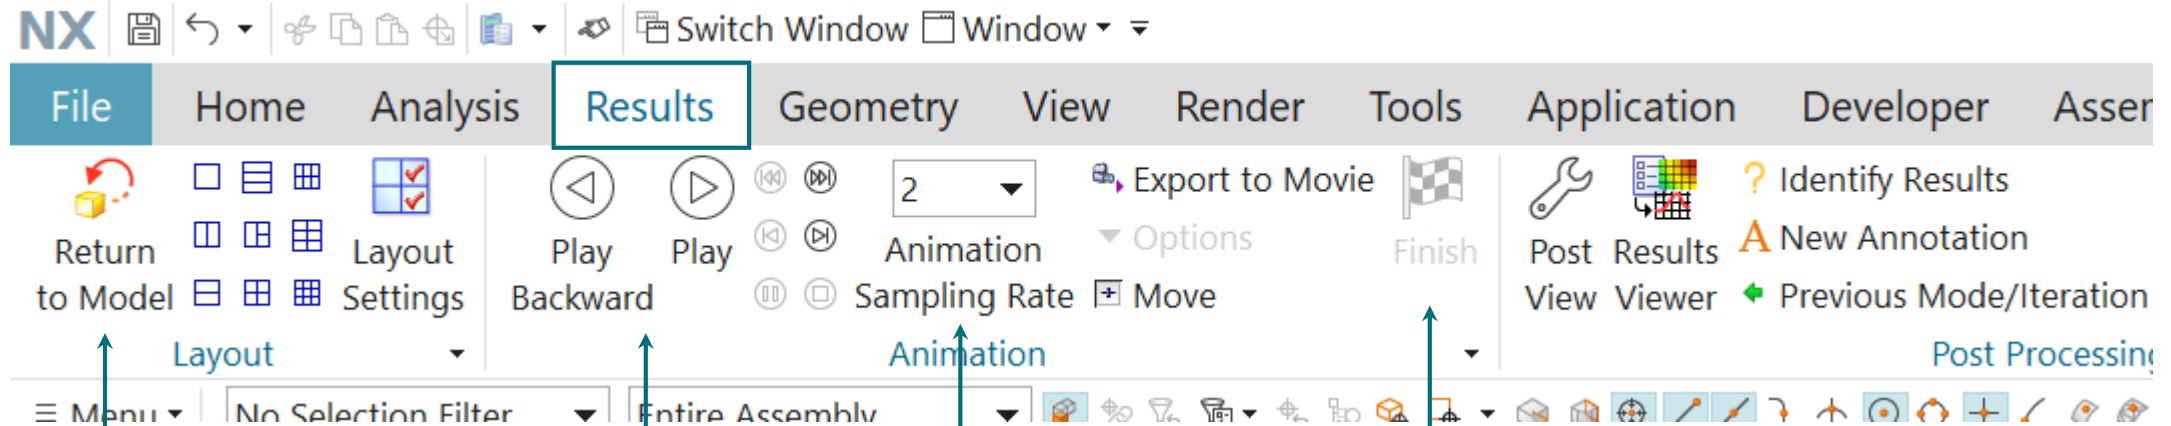 NX Switch Window Window
File Home Analysis Results Geometry View Render Tools Application Developer
Return to Model
Layout Settings
Layout
Play Backward
Play
2
Animation Sampling Rate
Export to Movie
Options
Move
Finish
Animation
Post View
Results Viewer
Identify Results
New Annotation
Previous Mode/Iteration
Post Processing
Menu No Selection Filter Entire Assembly